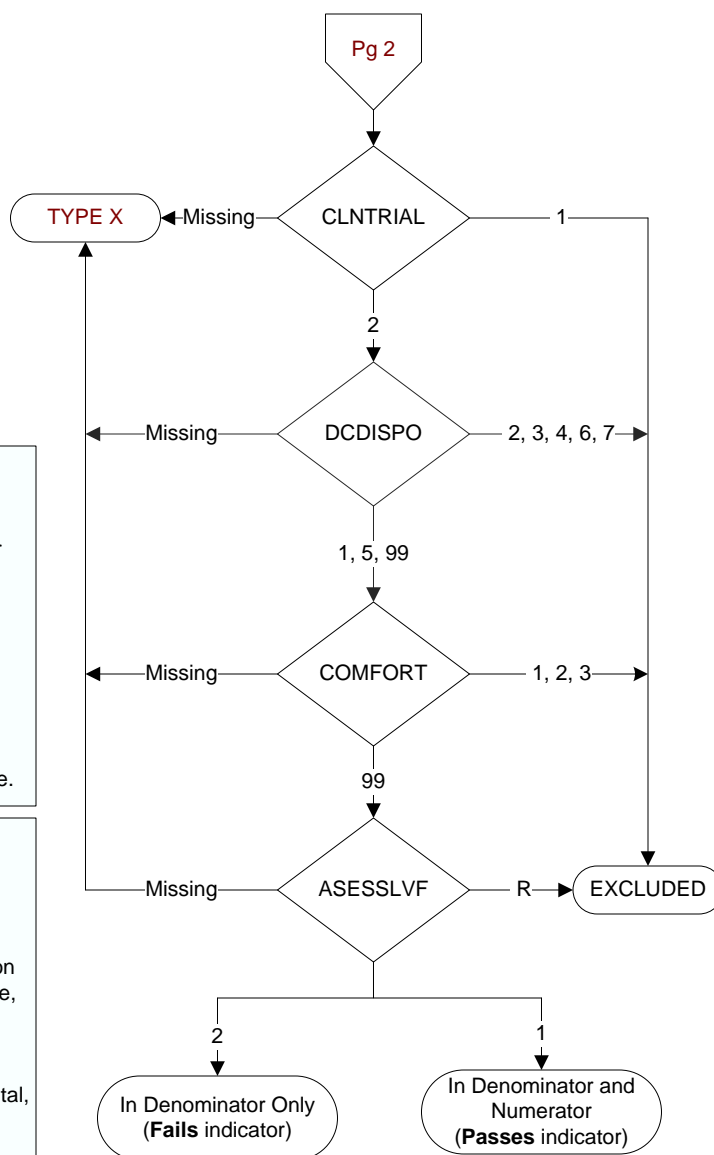 Pg 2
TYPE X
Missing
CLNTRIAL
1
2
Missing
DCDISPO
2, 3, 4, 6, 7
1, 5, 99
Missing
COMFORT
1, 2, 3
e.
99
Missing
ASESSLVF
R
EXCLUDED
on
e,
2
1
tal,
In Denominator Only
(Fails indicator)
In Denominator and
Numerator
(Passes indicator)